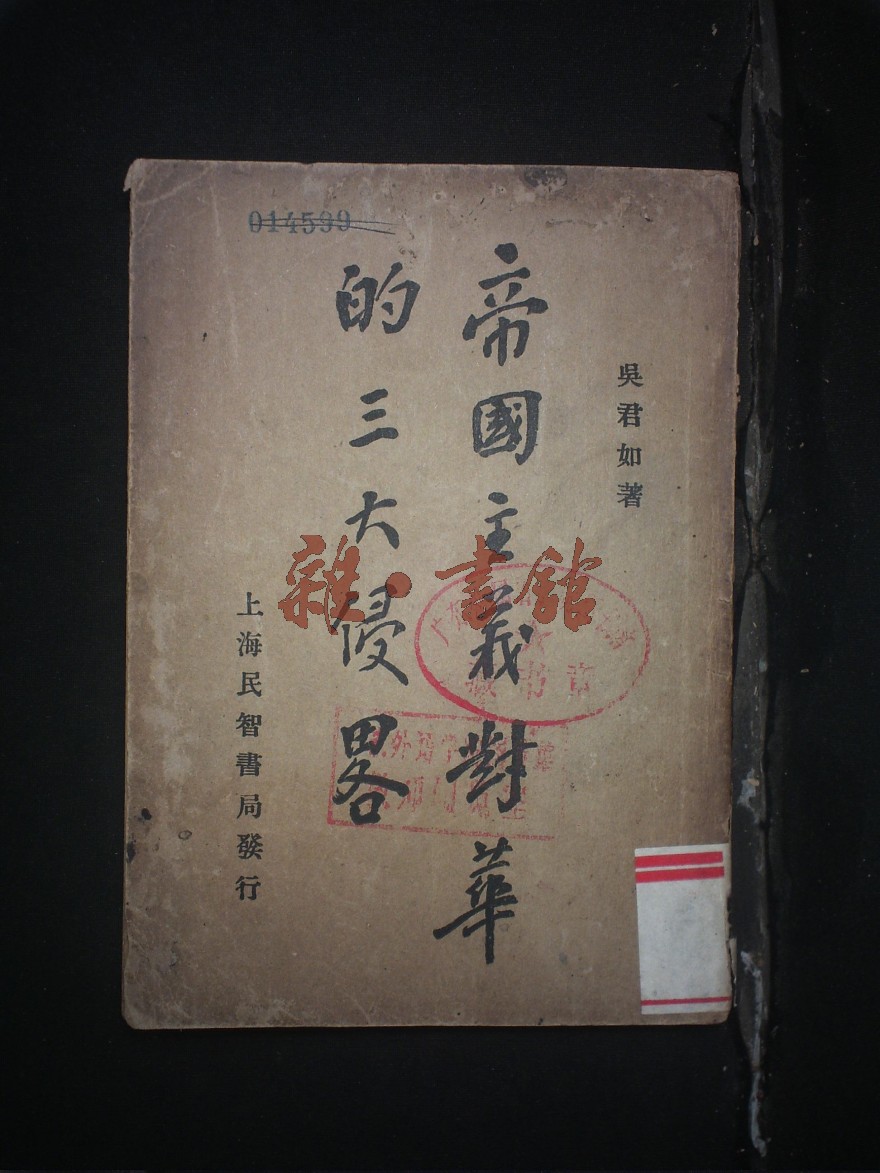 吳君如著
帝國主義對華
的三大侵畧
上海民智書局發行
014599
雜·書館